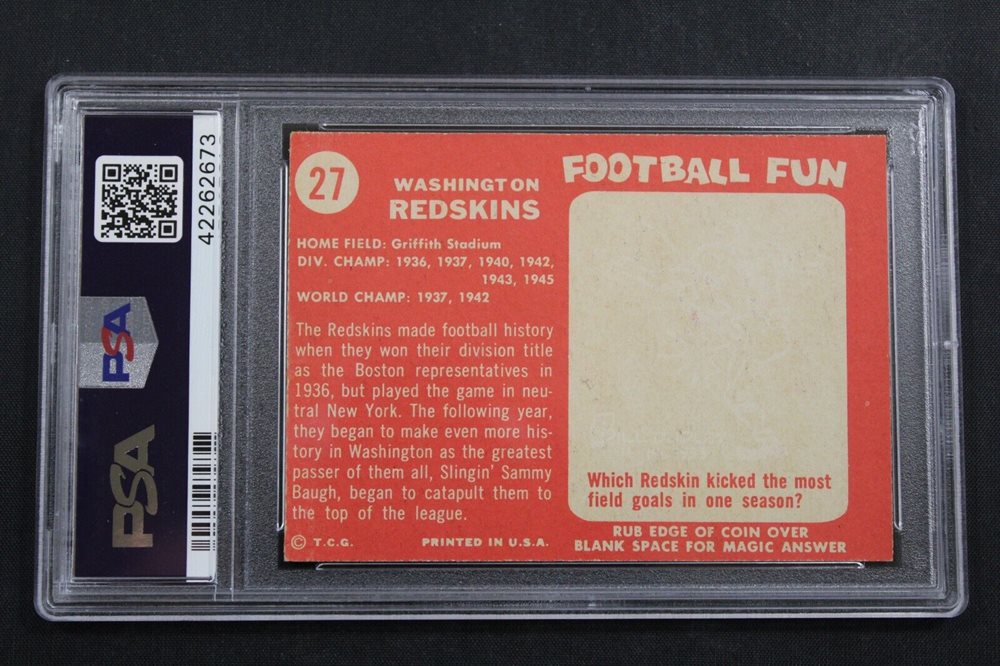 42262673
PSA
PSA
27
WASHINGTON
REDSKINS
HOME FIELD: Griffith Stadium
DIV. CHAMP: 1936, 1937, 1940, 1942,
1943, 1945
WORLD CHAMP: 1937, 1942
The Redskins made football history
when they won their division title
as the Boston representatives in
1936, but played the game in neu-
tral New York. The following year,
they began to make even more his-
tory in Washington as the greatest
passer of them all, Slingin' Sammy
Baugh, began to catapult them to
the top of the league.
© T.C.G. PRINTED IN U.S.A.
FOOTBALL FUN
Which Redskin kicked the most
field goals in one season?
RUB EDGE OF COIN OVER
BLANK SPACE FOR MAGIC ANSWER